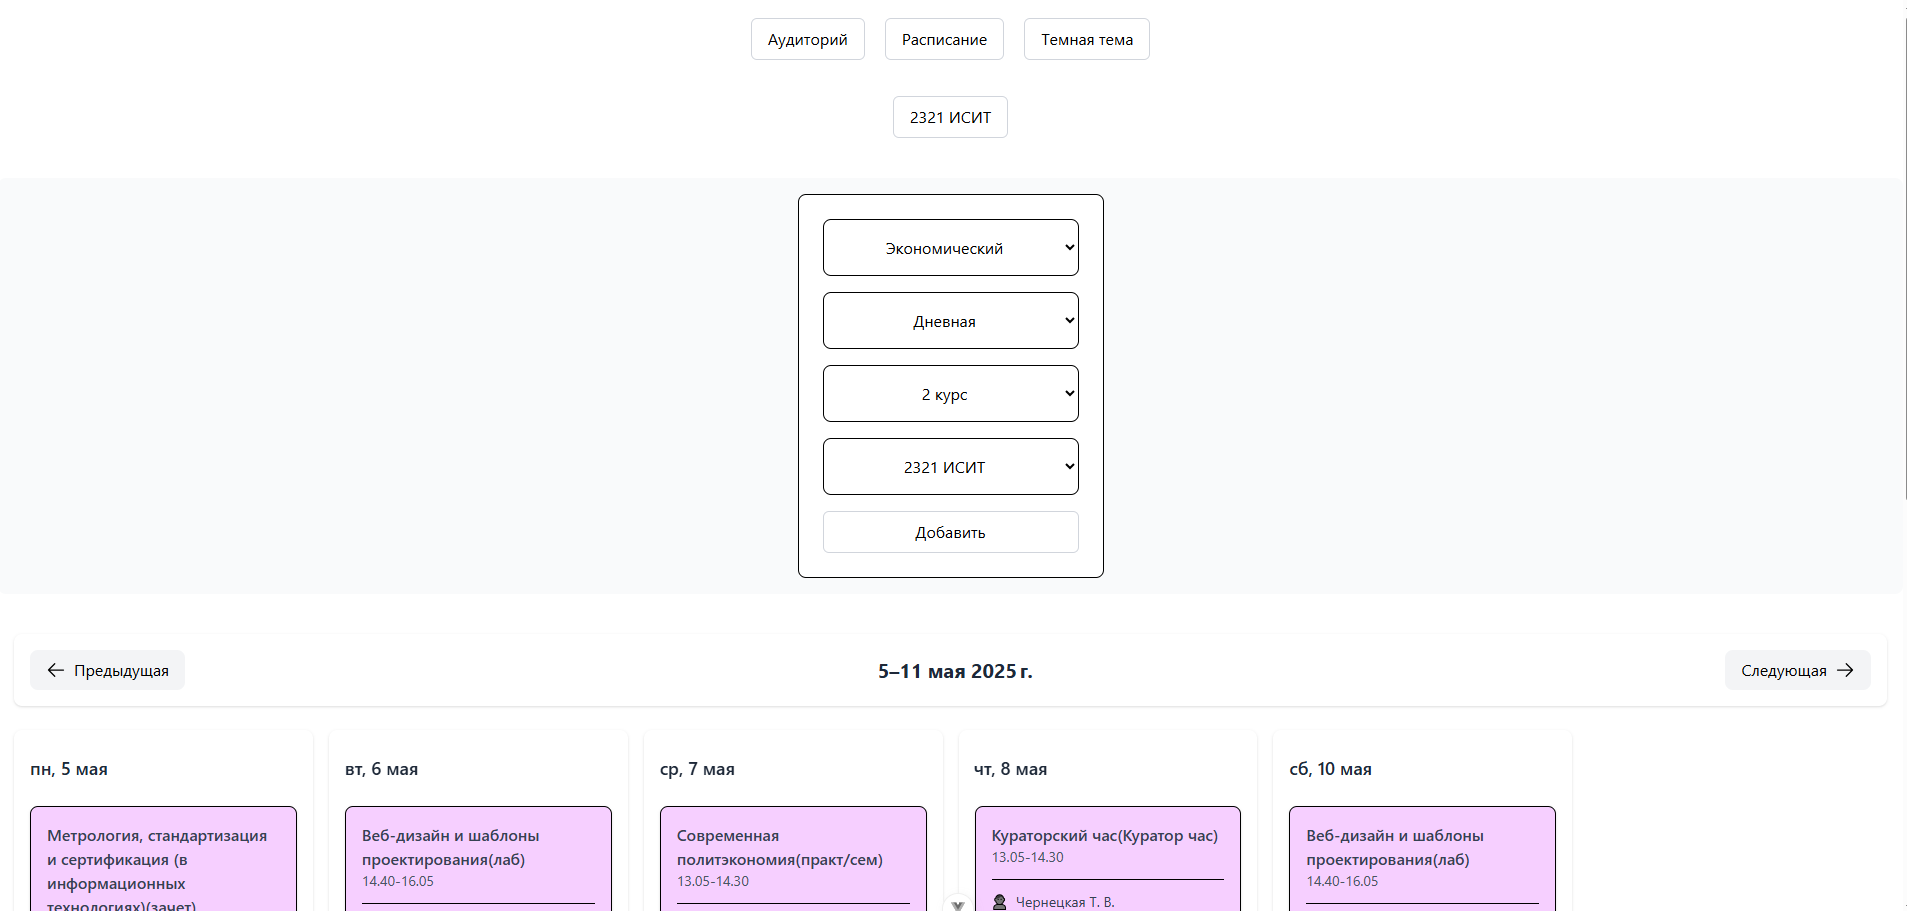 Аудиторий
Расписание
Темная тема
2321 ИСИТ
Экономический
Дневная
2 курс
2321 ИСИТ
Добавить
Предыдущая
5–11 мая 2025 г.
Следующая
пн, 5 мая
Метрология, стандартизация
и сертификация (в
информационных
технологиях)(зачет)
вт, 6 мая
Веб-дизайн и шаблоны
проектирования(лаб)
14.40-16.05
ср, 7 мая
Современная
политэкономия(практ/сем)
13.05-14.30
чт, 8 мая
Кураторский час(Куратор час)
13.05-14.30
Чернецкая Т. В.
сб, 10 мая
Веб-дизайн и шаблоны
проектирования(лаб)
14.40-16.05